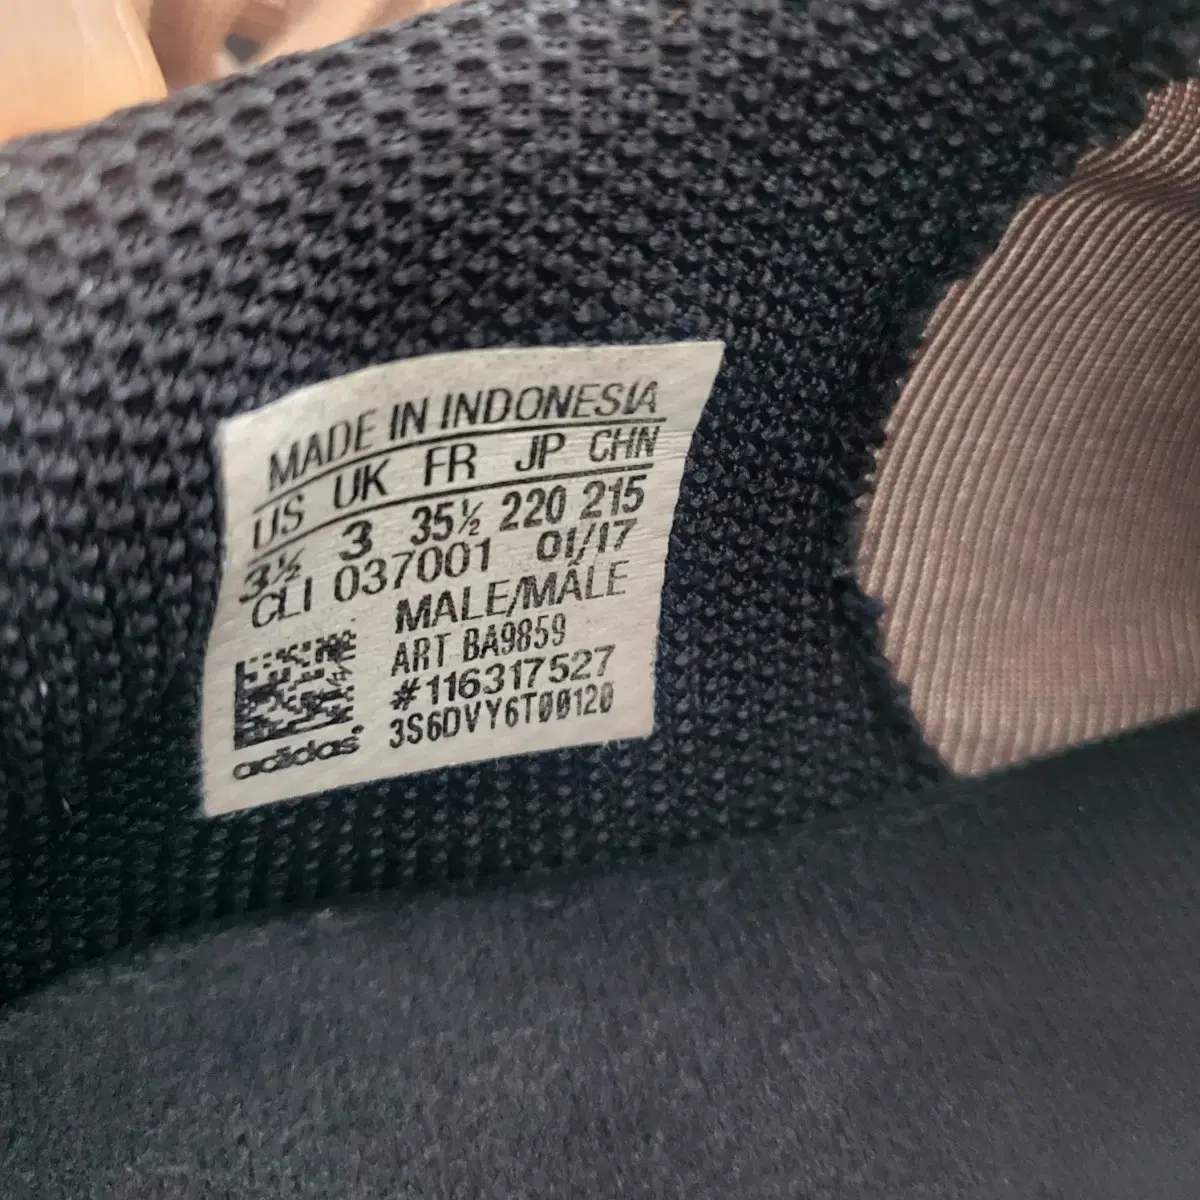 MADE IN INDONESIA
US UK FR JP CHN
3½ 3 35½ 220 215
CLI 037001 01/17
MALE/MÂLE
ART BA9859
#116317527
3S6DVY6T00120
adidas